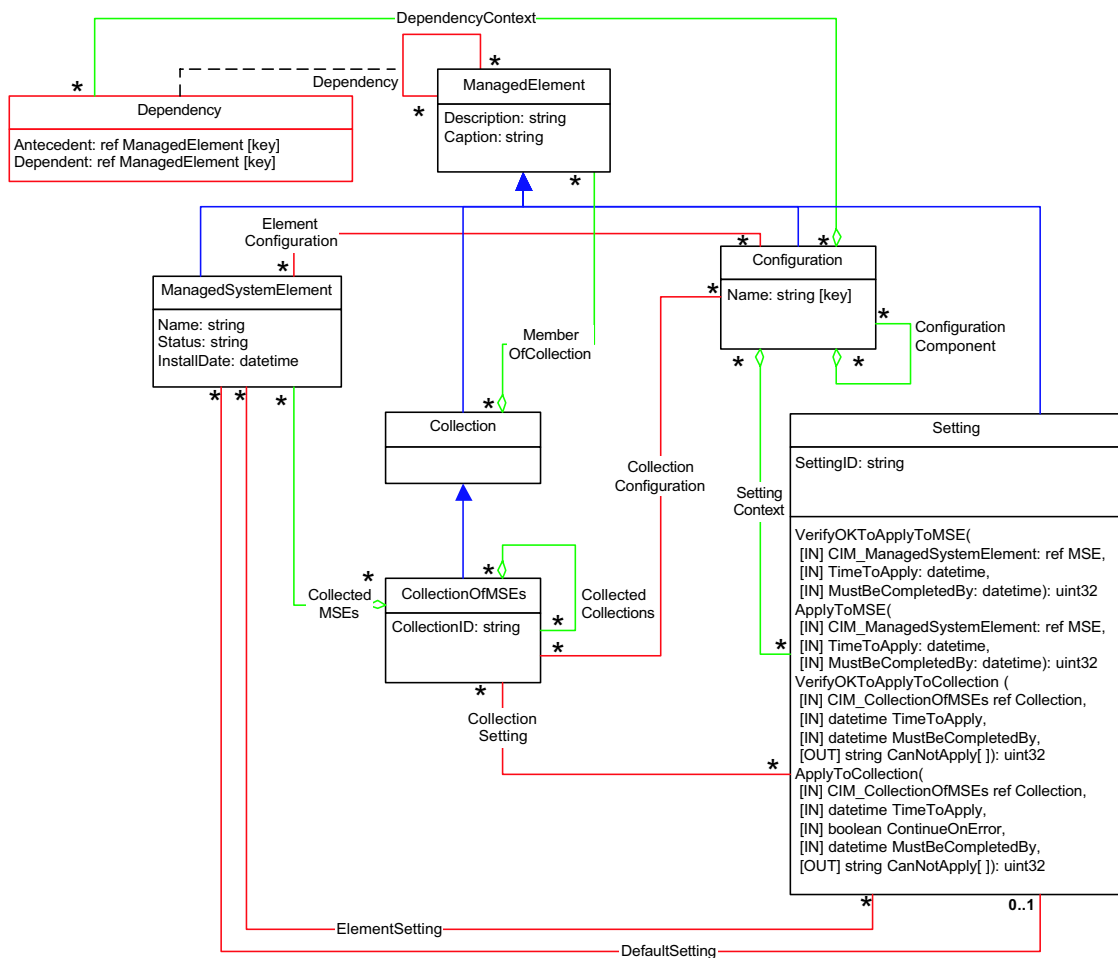 DependencyContext
*
*
Dependency
ManagedElement
*
*
Dependency
Description: string
Caption: string
Antecedent: ref ManagedElement [key]
Dependent: ref ManagedElement [key]
*
Element
Configuration
*
*
*
Configuration
ManagedSystemElement
Name: string [key]
*
Name: string
Status: string
InstallDate: datetime
*
Configuration
Component
Member
OfCollection
*
*
*
*
*
*
Collection
Setting
SettingID: string
Collection
Configuration
Setting
Context
VerifyOKToApplyToMSE(
[IN] CIM_ManagedSystemElement: ref MSE,
[IN] TimeToApply: datetime,
[IN] MustBeCompletedBy: datetime): uint32
ApplyToMSE(
[IN] CIM_ManagedSystemElement: ref MSE,
[IN] TimeToApply: datetime,
[IN] MustBeCompletedBy: datetime): uint32
VerifyOKToApplyToCollection (
[IN] CIM_CollectionOfMSEs ref Collection,
[IN] datetime TimeToApply,
[IN] datetime MustBeCompletedBy,
[OUT] string CanNotApply[ ]): uint32
ApplyToCollection(
[IN] CIM_CollectionOfMSEs ref Collection,
[IN] datetime TimeToApply,
[IN] boolean ContinueOnError,
[IN] datetime MustBeCompletedBy,
[OUT] string CanNotApply[ ]): uint32
*
*
Collected
MSEs
CollectionOfMSEs
Collected
Collections
CollectionID: string
*
*
*
*
Collection
Setting
*
*
0..1
ElementSetting
DefaultSetting